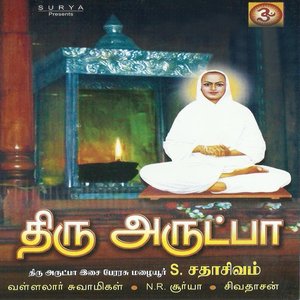 SURYA
Presents
திரு அருட்பா
திரு அருட்பா இசை பேரரசு மழையூர் S. சதாசிவம்
வள்ளலார் சுவாமிகள் • N.R. சூர்யா • சிவதாசன்